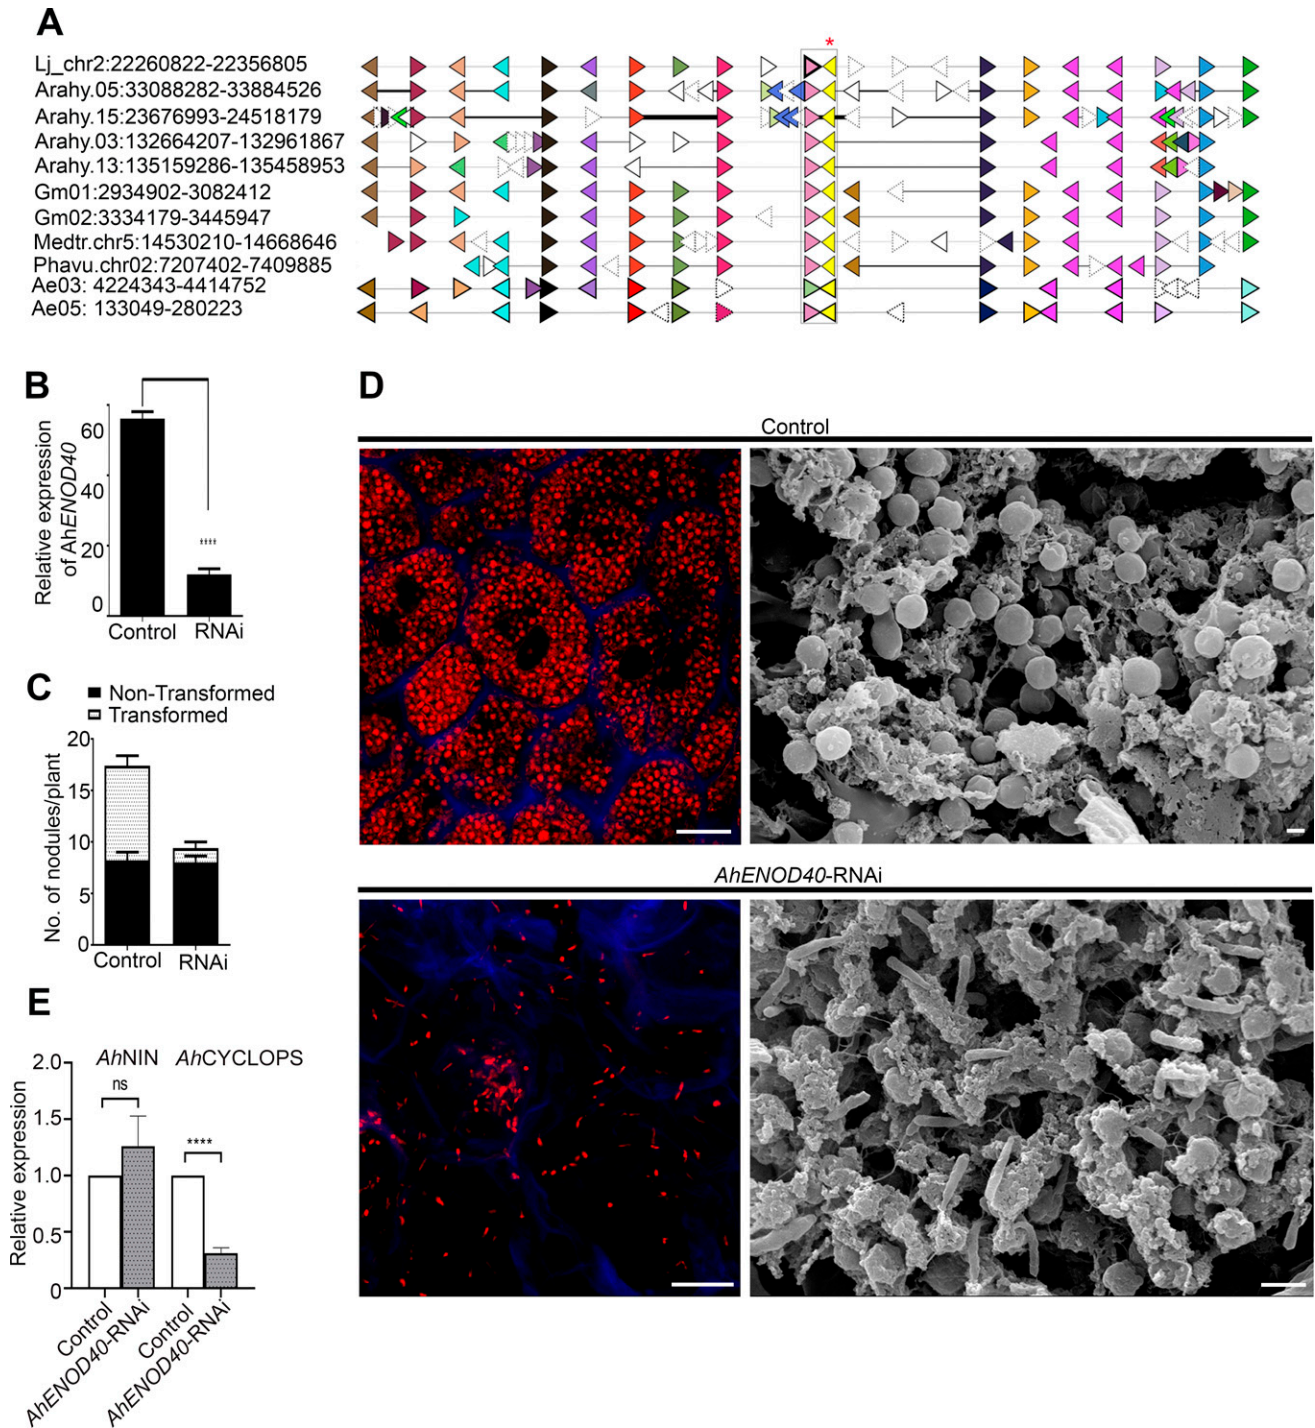 A
*
Lj_chr2:22260822-22356805
Arahy.05:33088282-33884526
Arahy.15:23676993-24518179
Arahy.03:132664207-132961867
Arahy.13:135159286-135458953
Gm01:2934902-3082412
Gm02:3334179-3445947
Medtr.chr5:14530210-14668646
Phavu.chr02:7207402-7409885
Ae03: 4224343-4414752
Ae05: 133049-280223
B
Relative expression
of AhENOD40
60
40
20
0
****
Control RNAi
C
Non-Transformed
Transformed
No. of nodules/plant
20
15
10
5
0
Control RNAi
D
Control
AhENOD40-RNAi
E
AhNIN AhCYCLOPS
Relative expression
2.0
1.5
1.0
0.5
0
ns
****
Control
AhENOD40-RNAi
Control
AhENOD40-RNAi